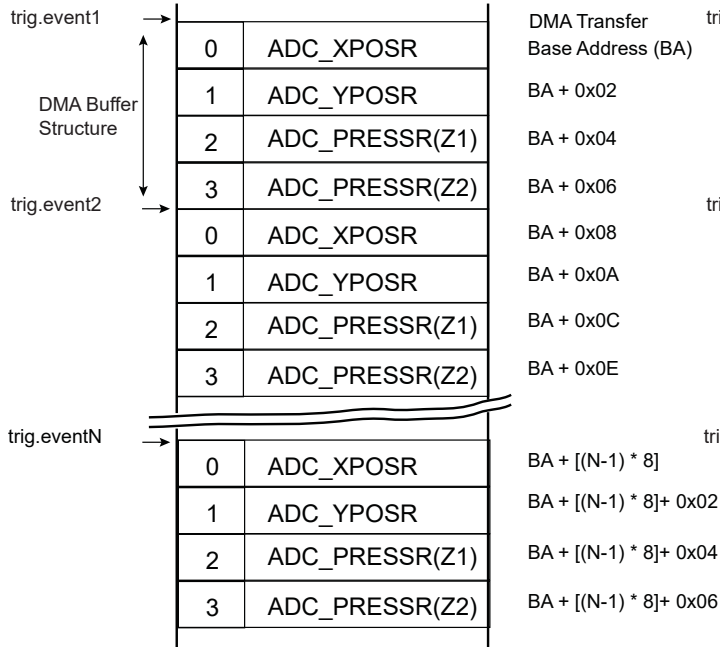 trig.event1
DMA Transfer
tri
0 ADC_XPOSR Base Address (BA)
DMA Buffer
Structure
1 ADC_YPOSR BA + 0x02
2 ADC_PRESSR(Z1) BA + 0x04
3 ADC_PRESSR(Z2) BA + 0x06
trig.event2
tri
0 ADC_XPOSR BA + 0x08
1 ADC_YPOSR BA + 0x0A
2 ADC_PRESSR(Z1) BA + 0x0C
3 ADC_PRESSR(Z2) BA + 0x0E
trig.eventN
tri
0 ADC_XPOSR BA + [(N-1) * 8]
1 ADC_YPOSR BA + [(N-1) * 8]+ 0x02
2 ADC_PRESSR(Z1) BA + [(N-1) * 8]+ 0x04
3 ADC_PRESSR(Z2) BA + [(N-1) * 8]+ 0x06